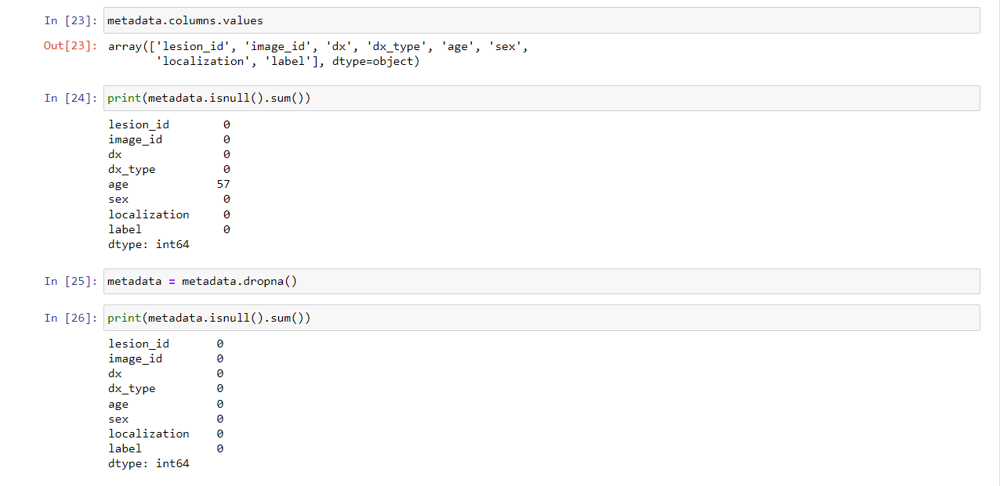 In [23]: metadata.columns.values
Out[23]: array(['lesion_id', 'image_id', 'dx', 'dx_type', 'age', 'sex',
       'localization', 'label'], dtype=object)
In [24]: print(metadata.isnull().sum())
lesion_id        0
image_id         0
dx               0
dx_type          0
age             57
sex              0
localization     0
label            0
dtype: int64
In [25]: metadata = metadata.dropna()
In [26]: print(metadata.isnull().sum())
lesion_id       0
image_id        0
dx              0
dx_type         0
age             0
sex             0
localization    0
label           0
dtype: int64